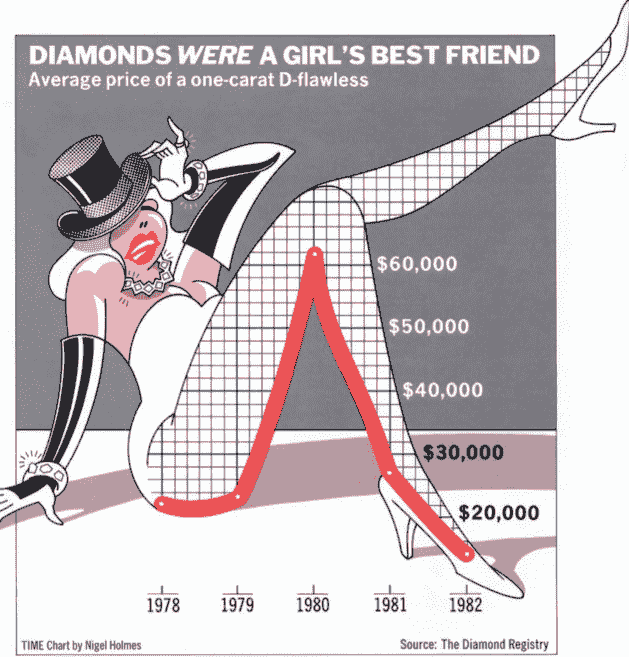 DIAMONDS WERE A GIRL'S BEST FRIEND
Average price of a one-carat D-flawless
$60,000
$50,000
$40,000
$30,000
$20,000
1978 1979 1980 1981 1982
TIME Chart by Nigel Holmes Source: The Diamond Registry